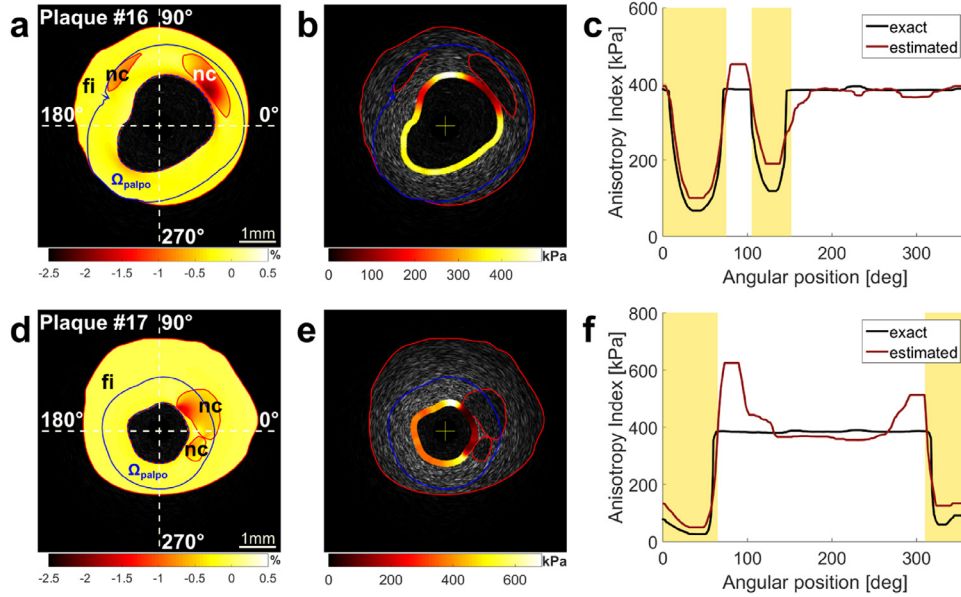 a Plaque #16 90°
nc nc
fi
180° 0°
Ωpalpo
270° 1mm
-2.5 -2 -1.5 -1 -0.5 0 0.5 %
b
0 100 200 300 400 kPa
c
exact
estimated
Anisotropy Index [kPa]
600
400
200
0
0 100 200 300
Angular position [deg]
d Plaque #17 90°
fi
nc
180° 0°
nc
Ωpalpo
270° 1mm
-2.5 -2 -1.5 -1 -0.5 0 0.5 %
e
0 200 400 600 kPa
f
exact
estimated
Anisotropy Index [kPa]
800
600
400
200
0
0 100 200 300
Angular position [deg]